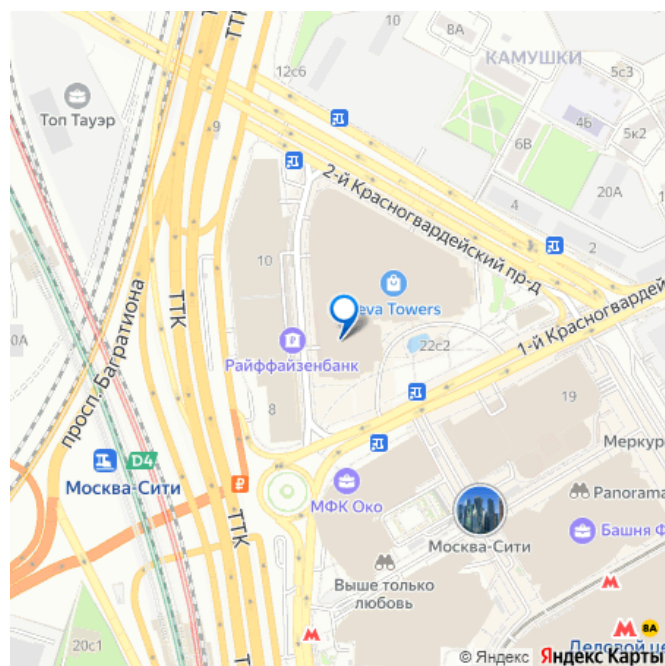 10
8А
КАМУШКИ
5с3
ТТК
12с6
Топ Тауэр
9
4Б
5к2
6В
20А
2-й Красногвардейский пр-д
4
2
10
eva Towers
1-й Красногвардей
ТТК
просп. Багратиона
22с2
Райффайзенбанк
8
19
Меркур
D4
Москва-Сити
МФК Око
Panorama
ТТК
Москва-Сити
Башня Ф
Выше только
любовь
20с1
8А
Деловой це
© Яндекс Яндекс Карты